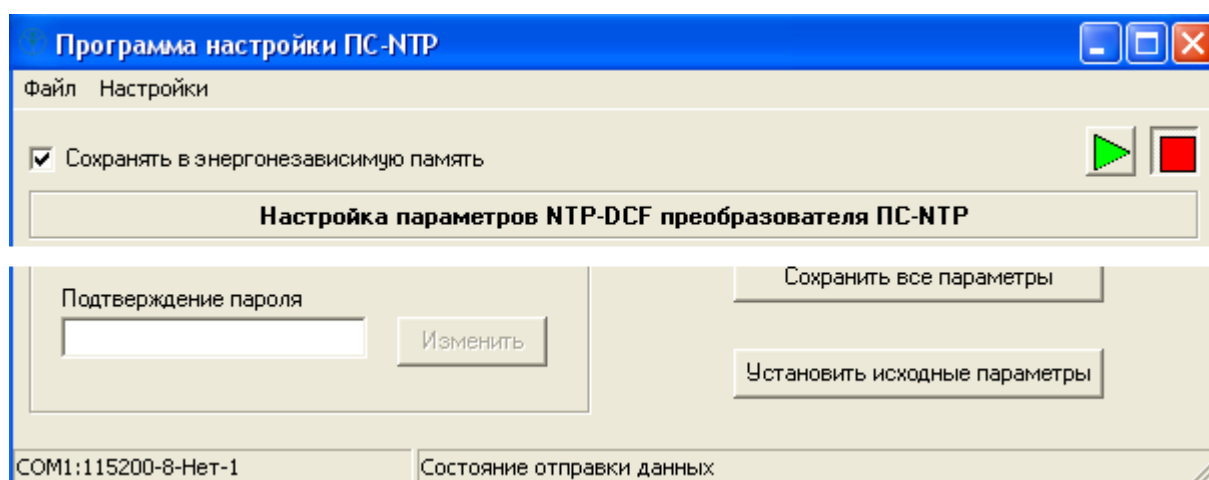 Программа настройки ПС-NTP
Файл Настройки
Сохранять в энергонезависимую память
Настройка параметров NTP-DCF преобразователя ПС-NTP
Сохранить все параметры
Подтверждение пароля
Изменить
Установить исходные параметры
COM1:115200-8-Нет-1
Состояние отправки данных